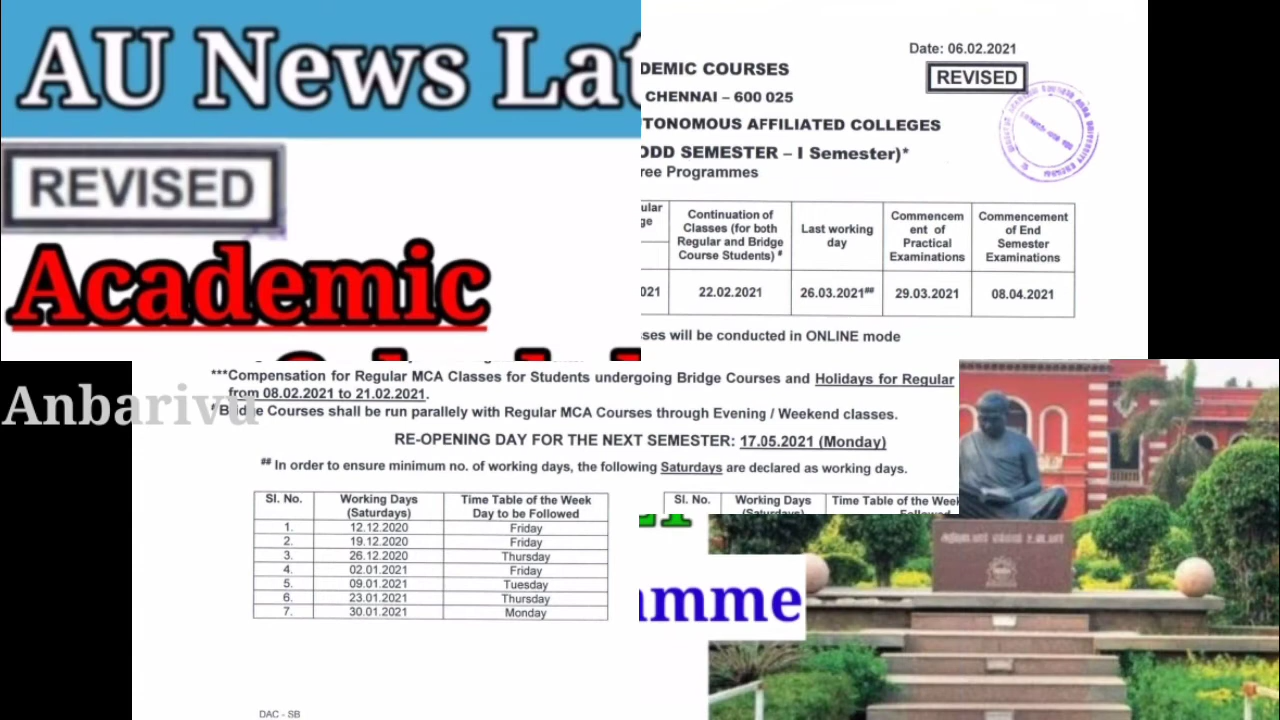 AU News Lat
REVISED
Academic
Date: 06.02.2021
DEMIC COURSES
REVISED
CHENNAI – 600 025
TONOMOUS AFFILIATED COLLEGES
ODD SEMESTER – I Semester)*
ree Programmes
ular
ge
Continuation of
Classes (for both
Regular and Bridge
Course Students) #
Last working
day
Commencem
ent of
Practical
Examinations
Commencement
of End
Semester
Examinations
021
22.02.2021
26.03.2021##
29.03.2021
08.04.2021
ses will be conducted in ONLINE mode
Anbarivu
***Compensation for Regular MCA Classes for Students undergoing Bridge Courses and Holidays for Regular
from 08.02.2021 to 21.02.2021.
#Bridge Courses shall be run parallely with Regular MCA Courses through Evening / Weekend classes.
RE-OPENING DAY FOR THE NEXT SEMESTER: 17.05.2021 (Monday)
## In order to ensure minimum no. of working days, the following Saturdays are declared as working days.
Sl. No. Working Days (Saturdays) Time Table of the Week Day to be Followed
1. 12.12.2020 Friday
2. 19.12.2020 Friday
3. 26.12.2020 Thursday
4. 02.01.2021 Friday
5. 09.01.2021 Tuesday
6. 23.01.2021 Thursday
7. 30.01.2021 Monday
Sl. No. Working Days (Saturdays) Time Table of the Week
amme
DAC - SB